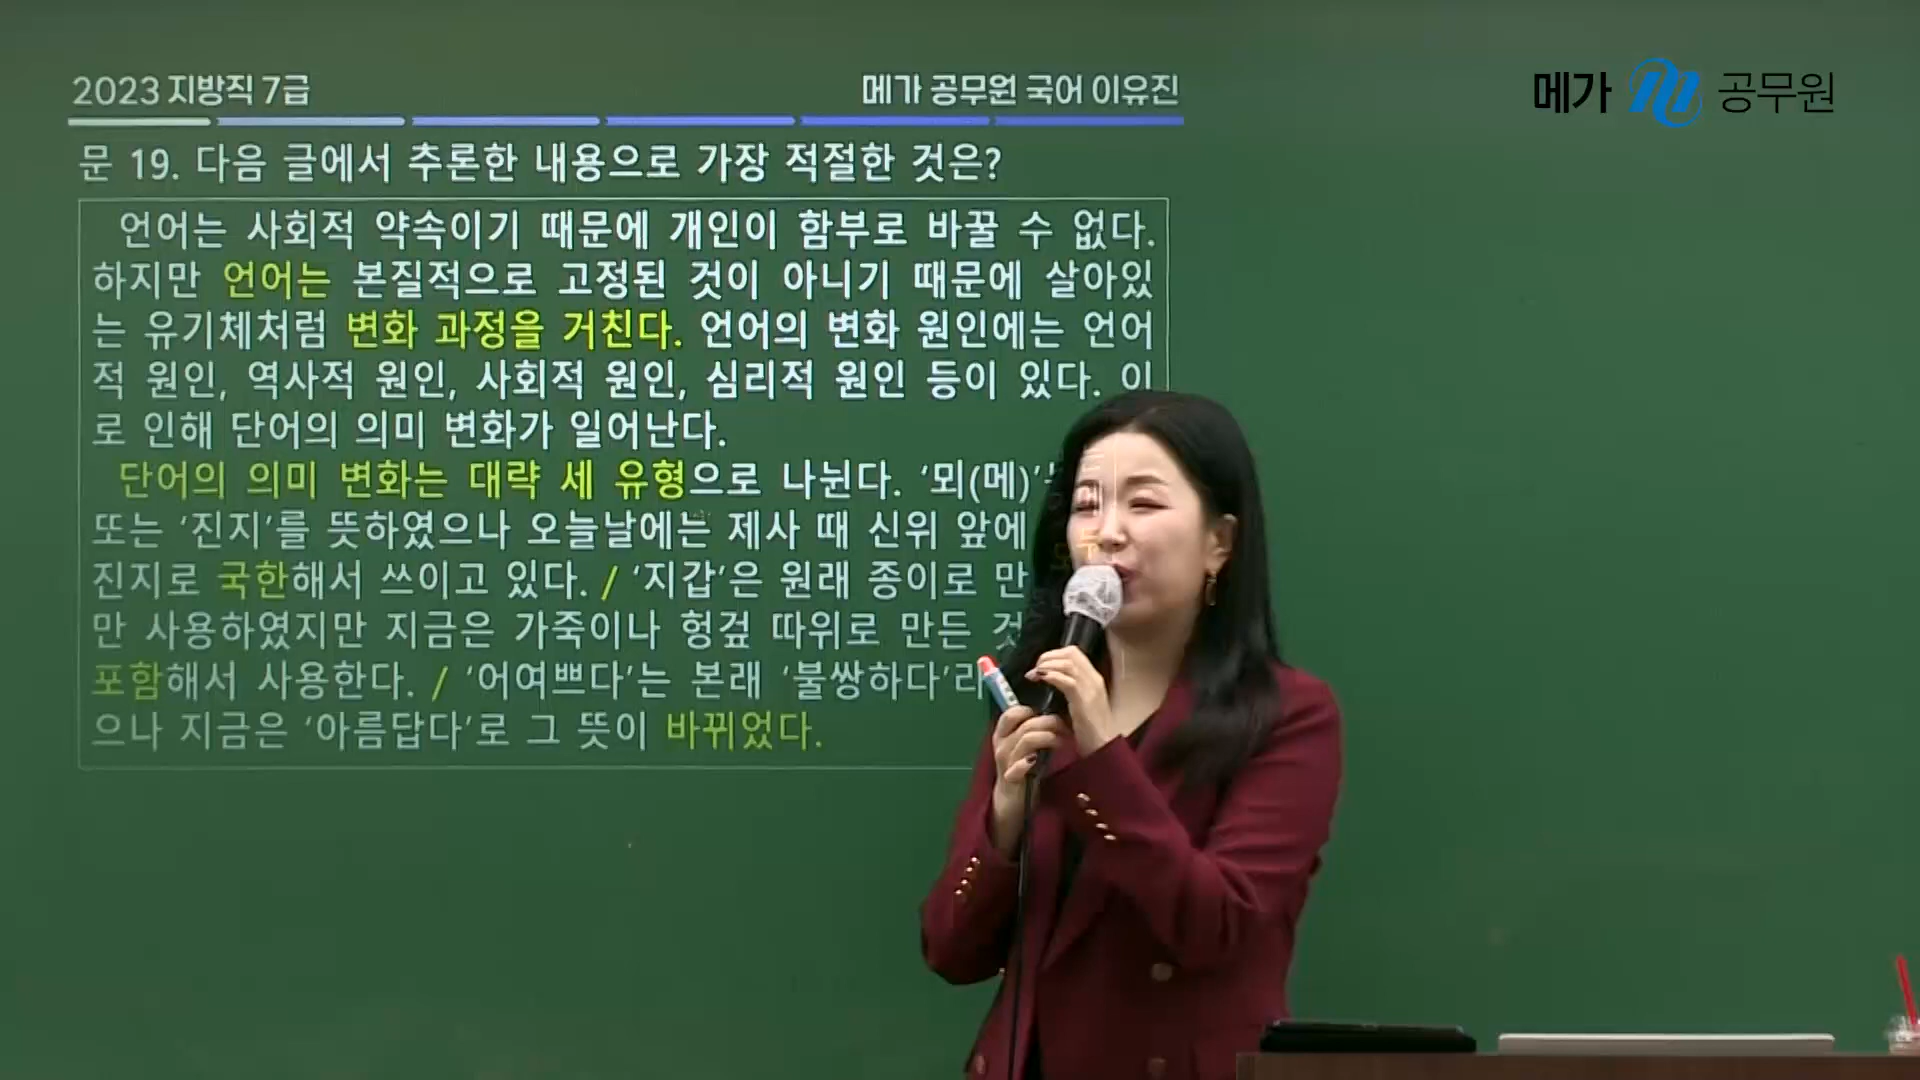 2023 지방직 7급
메가 공무원 국어 이유진
메가 공무원
문 19. 다음 글에서 추론한 내용으로 가장 적절한 것은?
언어는 사회적 약속이기 때문에 개인이 함부로 바꿀 수 없다.
하지만 언어는 본질적으로 고정된 것이 아니기 때문에 살아있
는 유기체처럼 변화 과정을 거친다. 언어의 변화 원인에는 언어
적 원인, 역사적 원인, 사회적 원인, 심리적 원인 등이 있다. 이
로 인해 단어의 의미 변화가 일어난다.
단어의 의미 변화는 대략 세 유형으로 나뉜다. ‘뫼(메)’
또는 ‘진지’를 뜻하였으나 오늘날에는 제사 때 신위 앞에
진지로 국한해서 쓰이고 있다. / ‘지갑’은 원래 종이로 만
만 사용하였지만 지금은 가죽이나 헝겊 따위로 만든
포함해서 사용한다. / ‘어여쁘다’는 본래 ‘불쌍하다’
으나 지금은 ‘아름답다’로 그 뜻이 바뀌었다.